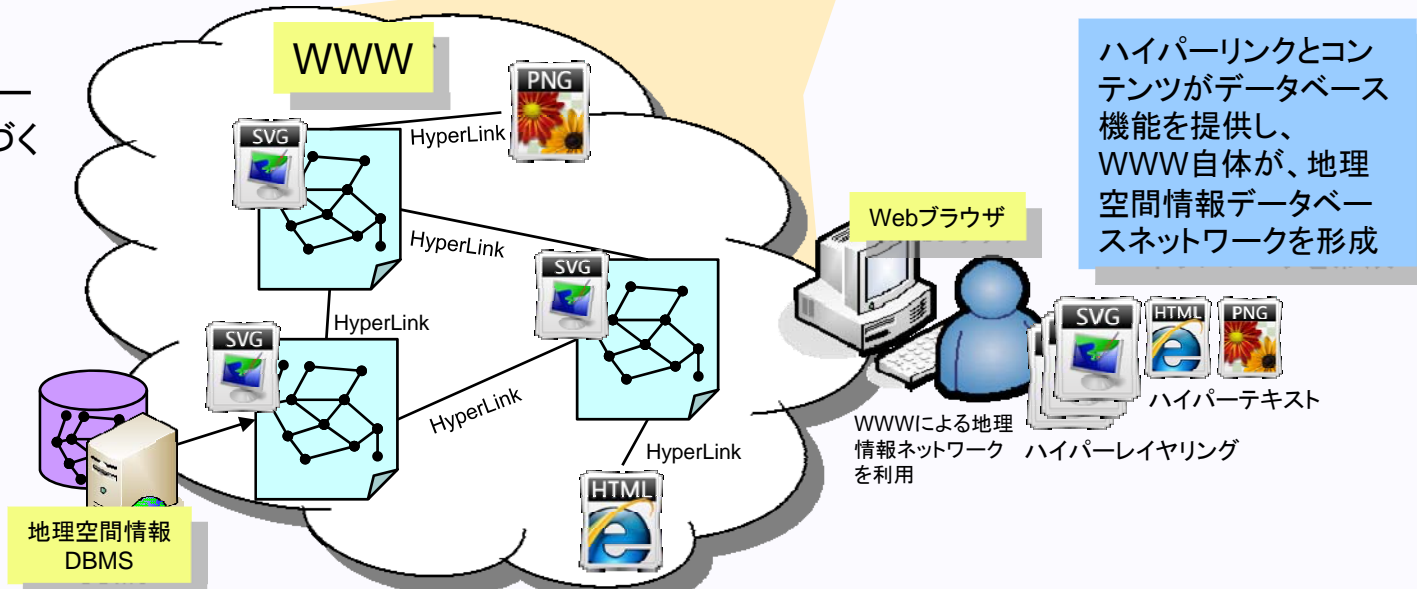 ー
づく
WWW
PNG
SVG
HyperLink
HyperLink
SVG
HyperLink
SVG
HyperLink
HyperLink
HTML
地理空間情報
DBMS
Webブラウザ
ハイパーリンクとコン
テンツがデータベース
機能を提供し、
WWW自体が、地理
空間情報データベー
スネットワークを形成
SVG
HTML
PNG
ハイパーテキスト
ハイパーレイヤリング
WWWによる地理
情報ネットワーク
を利用